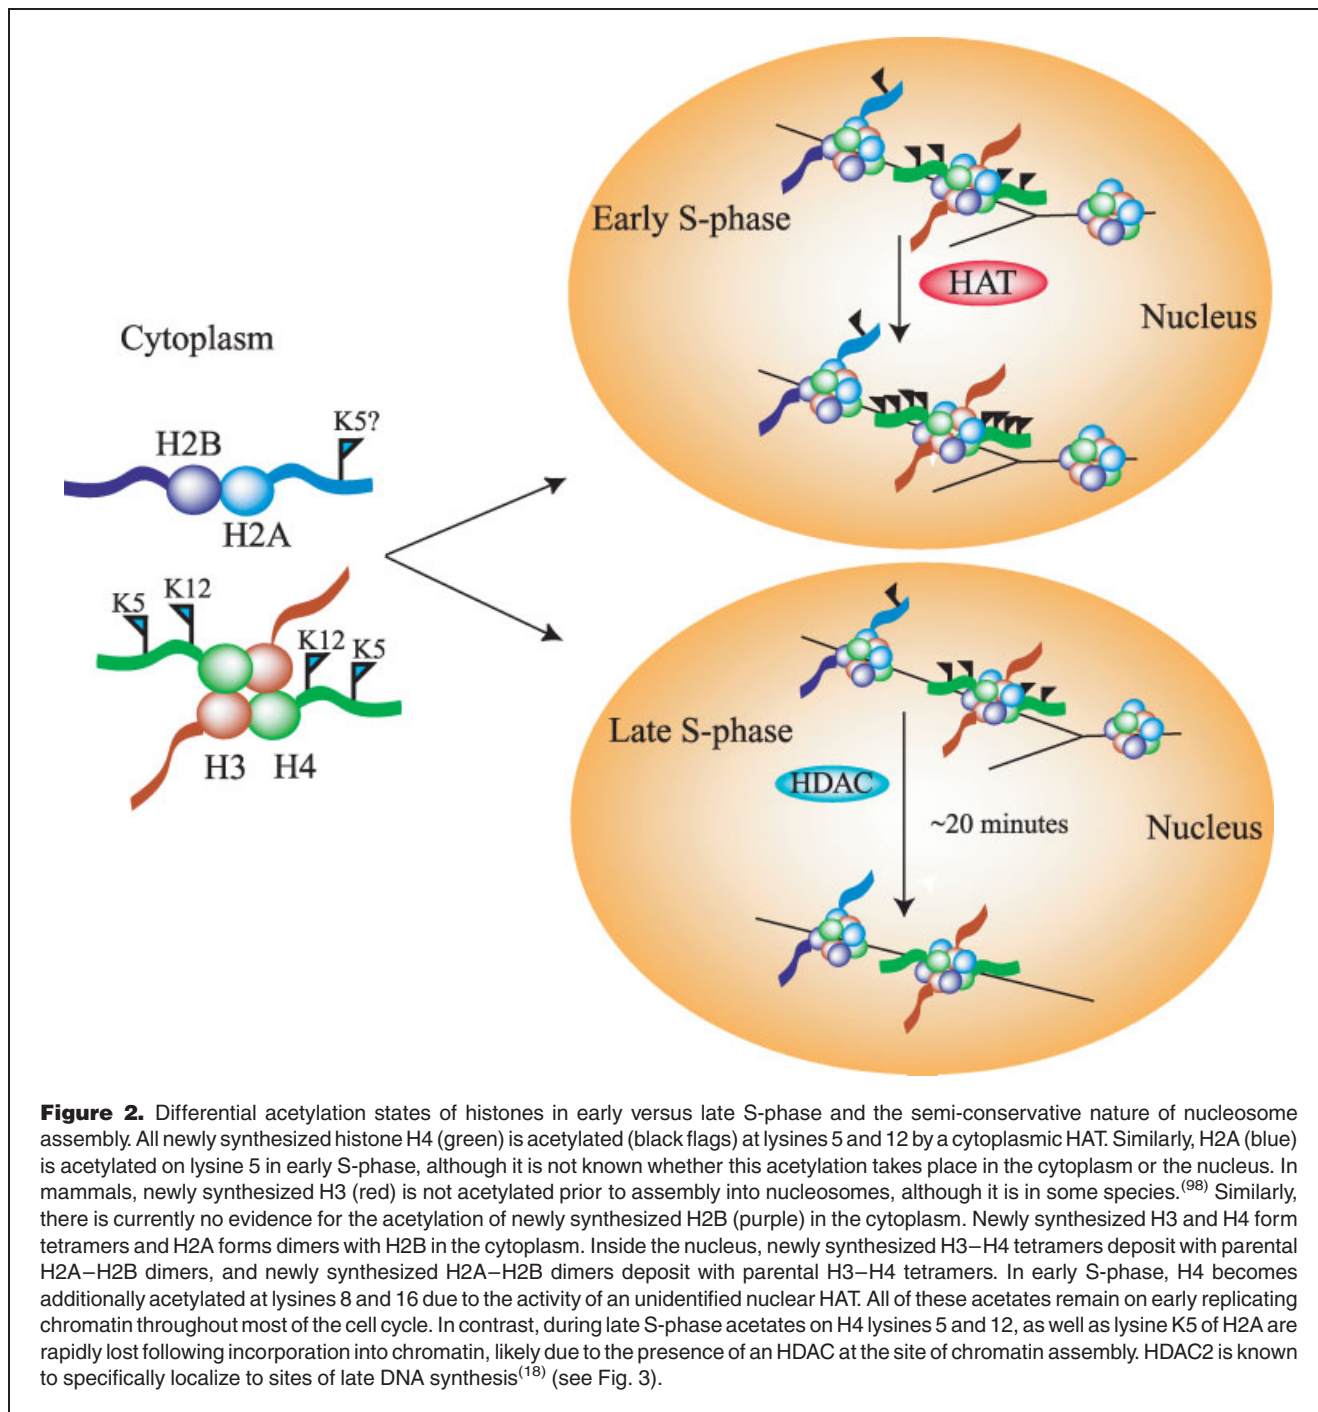 Early S-phase
HAT
Nucleus
Cytoplasm
K5?
H2B
H2A
K5
K12
K12
K5
H3 H4
Late S-phase
HDAC
~20 minutes
Nucleus
Figure 2. Differential acetylation states of histones in early versus late S-phase and the semi-conservative nature of nucleosome
assembly. All newly synthesized histone H4 (green) is acetylated (black flags) at lysines 5 and 12 by a cytoplasmic HAT. Similarly, H2A (blue)
is acetylated on lysine 5 in early S-phase, although it is not known whether this acetylation takes place in the cytoplasm or the nucleus. In
mammals, newly synthesized H3 (red) is not acetylated prior to assembly into nucleosomes, although it is in some species.(98) Similarly,
there is currently no evidence for the acetylation of newly synthesized H2B (purple) in the cytoplasm. Newly synthesized H3 and H4 form
tetramers and H2A forms dimers with H2B in the cytoplasm. Inside the nucleus, newly synthesized H3–H4 tetramers deposit with parental
H2A–H2B dimers, and newly synthesized H2A–H2B dimers deposit with parental H3–H4 tetramers. In early S-phase, H4 becomes
additionally acetylated at lysines 8 and 16 due to the activity of an unidentified nuclear HAT. All of these acetates remain on early replicating
chromatin throughout most of the cell cycle. In contrast, during late S-phase acetates on H4 lysines 5 and 12, as well as lysine K5 of H2A are
rapidly lost following incorporation into chromatin, likely due to the presence of an HDAC at the site of chromatin assembly. HDAC2 is known
to specifically localize to sites of late DNA synthesis(18) (see Fig. 3).